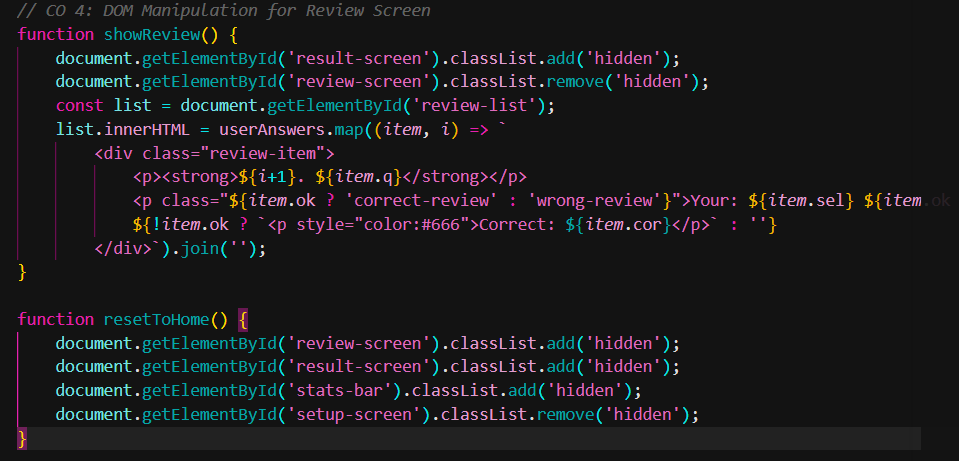 // CO 4: DOM Manipulation for Review Screen
function showReview() {
    document.getElementById('result-screen').classList.add('hidden');
    document.getElementById('review-screen').classList.remove('hidden');
    const list = document.getElementById('review-list');
    list.innerHTML = userAnswers.map((item, i) => `
        <div class="review-item">
            <p><strong>${i+1}. ${item.q}</strong></p>
            <p class="${item.ok ? 'correct-review' : 'wrong-review'}">Your: ${item.sel} ${item.ok
            ${!item.ok ? `<p style="color:#666">Correct: ${item.cor}</p>` : ''}
        </div>`).join('');
}
function resetToHome() {
    document.getElementById('review-screen').classList.add('hidden');
    document.getElementById('result-screen').classList.add('hidden');
    document.getElementById('stats-bar').classList.add('hidden');
    document.getElementById('setup-screen').classList.remove('hidden');
}